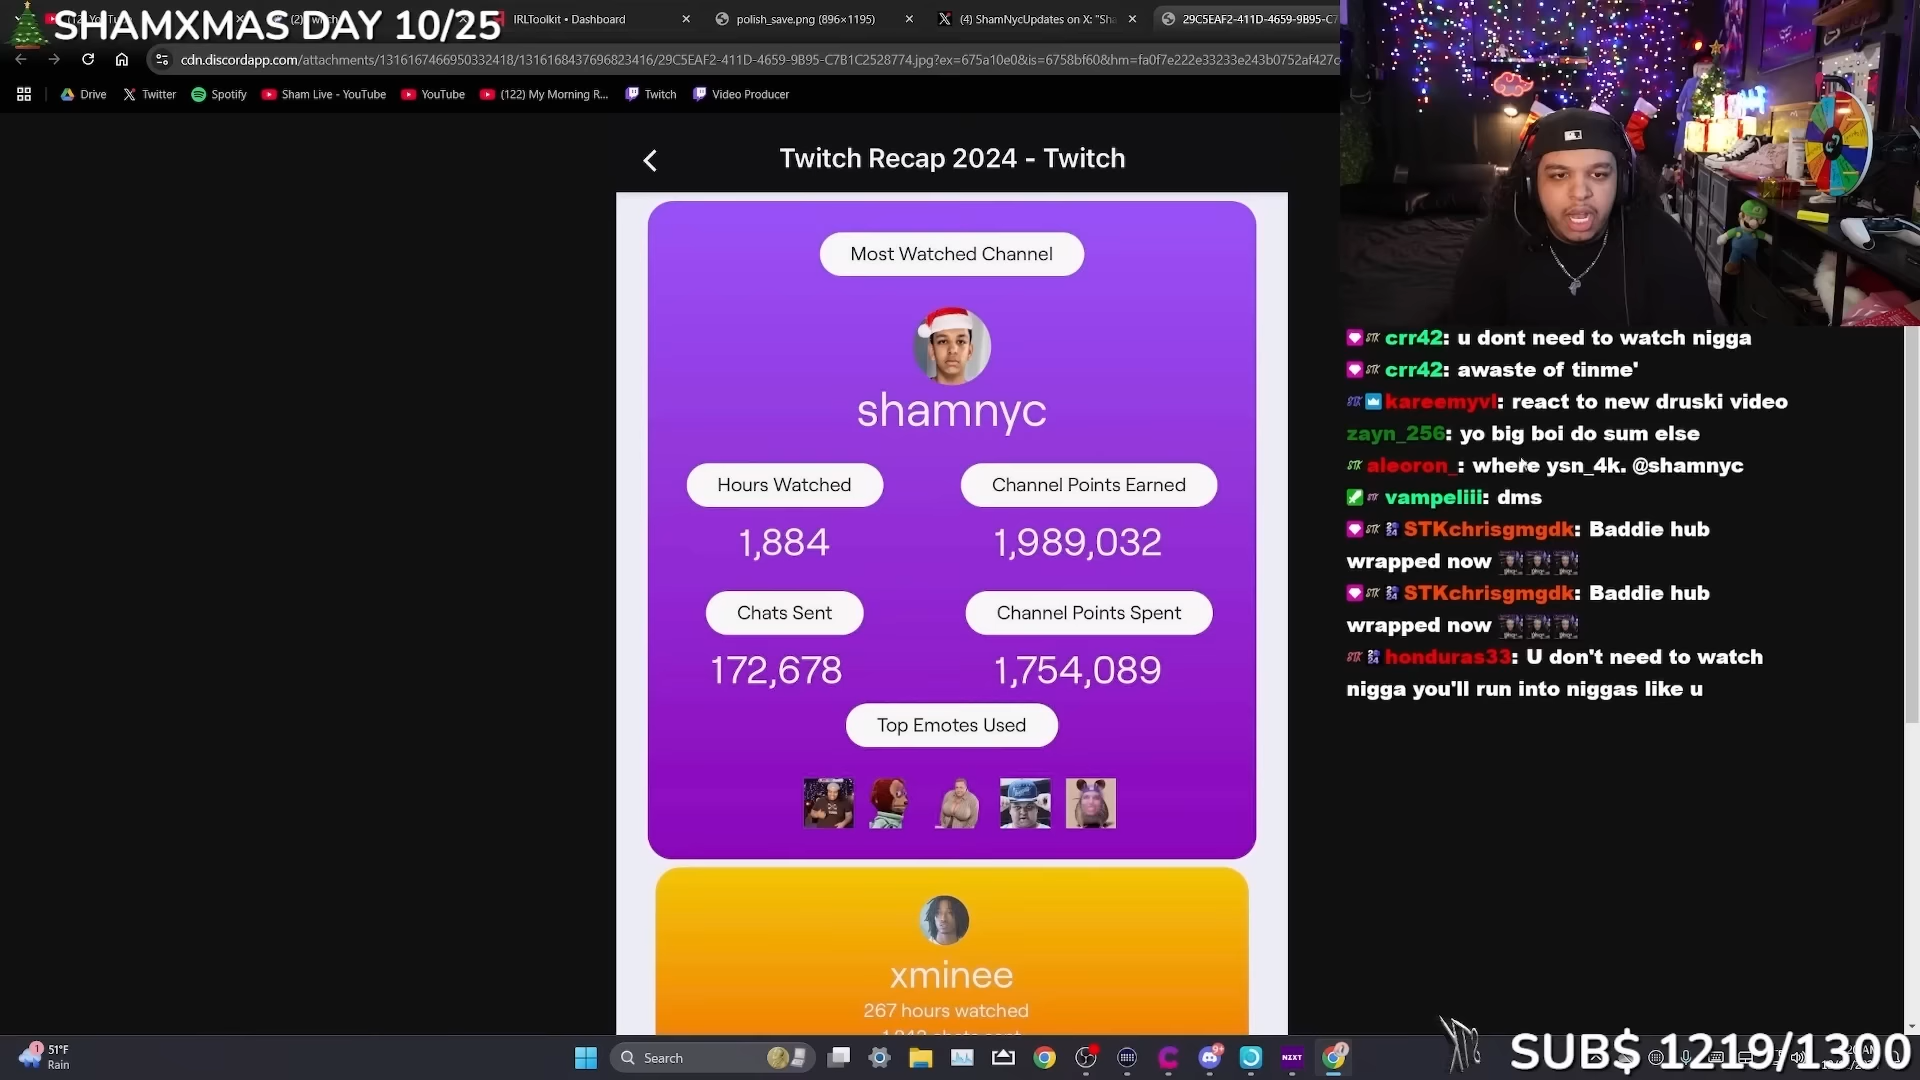 SHAMXMAS DAY 10/25
IRLToolkit • Dashboard
polish_save.png (896×1195)
(4) ShamNycUpdates on X: "Sha
29C5EAF2-411D-4659-9B95-C7
cdn.discordapp.com/attachments/1316167466950332418/1316168437696823416/29C5EAF2-411D-4659-9B95-C7B1C2528774.jpg?ex=675a10e0&is=6758bf60&hm=fa0f7e222e33233e243b0752af427c
Drive
Twitter
Spotify
Sham Live - YouTube
YouTube
(122) My Morning R...
Twitch
Video Producer
Twitch Recap 2024 - Twitch
Most Watched Channel
shamnyc
Hours Watched
Channel Points Earned
1,884
1,989,032
Chats Sent
Channel Points Spent
172,678
1,754,089
Top Emotes Used
xminee
267 hours watched
crr42: u dont need to watch nigga
crr42: awaste of tinme'
kareemyvl: react to new druski video
zayn_256: yo big boi do sum else
aleoron_: where ysn_4k. @shamnyc
vampeliii: dms
STKchrisgmgdk: Baddie hub
wrapped now
STKchrisgmgdk: Baddie hub
wrapped now
honduras33: U don't need to watch
nigga you'll run into niggas like u
51°F
Rain
Search
NZXT
SUB$ 1219/1300